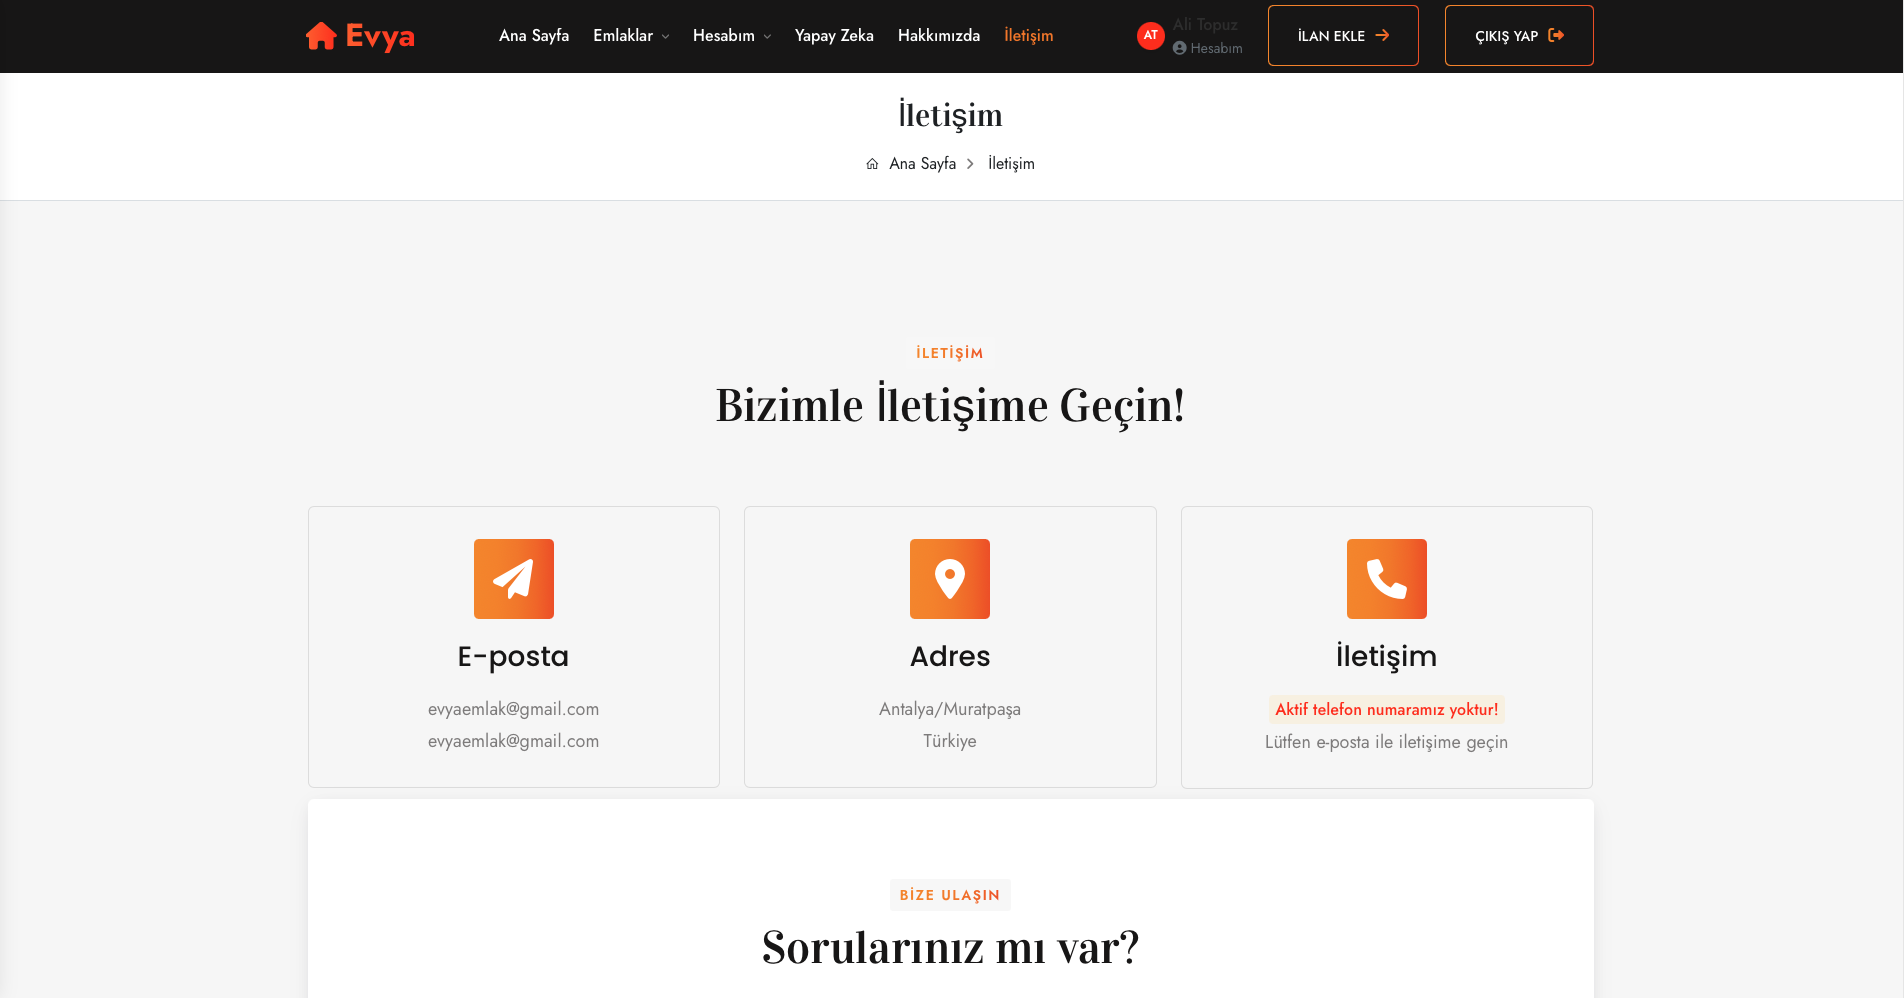 Evya
Ana Sayfa Emlaklar Hesabım Yapay Zeka Hakkımızda İletişim
AT Ali Topuz
Hesabım
İLAN EKLE
ÇIKIŞ YAP
İletişim
Ana Sayfa İletişim
İLETİŞİM
Bizimle İletişime Geçin!
E-posta
evyaemlak@gmail.com
evyaemlak@gmail.com
Adres
Antalya/Muratpaşa
Türkiye
İletişim
Aktif telefon numaramız yoktur!
Lütfen e-posta ile iletişime geçin
BİZE ULAŞIN
Sorularınız mı var?